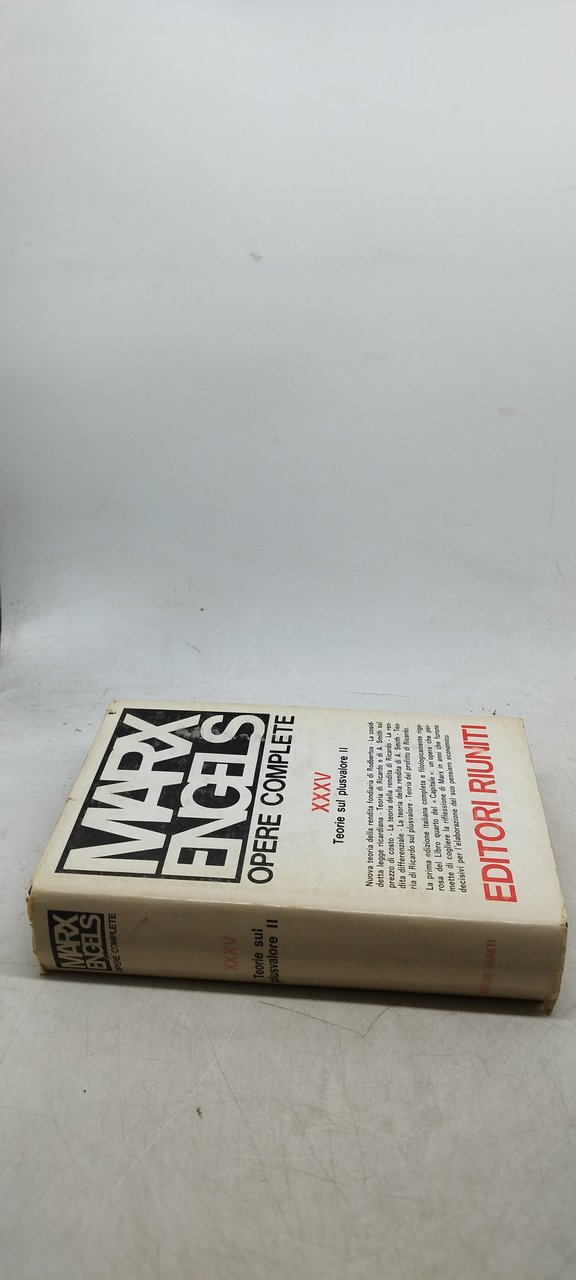 MARX
ENGELS
OPERE COMPLETE
XXXV
Teorie sul plusvalore II
Nuova teoria della rendita fondiaria di Rodbertus · La cosid-
detta legge ricardiana · Teoria di Ricardo e di A. Smith sul
prezzo di costo · La teoria della rendita di Ricardo · La ren-
dita differenziale · La teoria della rendita di A. Smith · Teo-
ria di Ricardo sul plusvalore · Teoria del profitto di Ricardo.
La prima edizione italiana completa e filologicamente rigo-
rosa del Libro quarto del « Capitale »: un'opera che per-
mette di cogliere la riflessione di Marx in anni che furono
decisivi per l'elaborazione del suo pensiero economico.
EDITORI RIUNITI
MARX
ENGELS
OPERE COMPLETE
XXXV
Teorie sul
plusvalore II
EDITORI RIUNITI